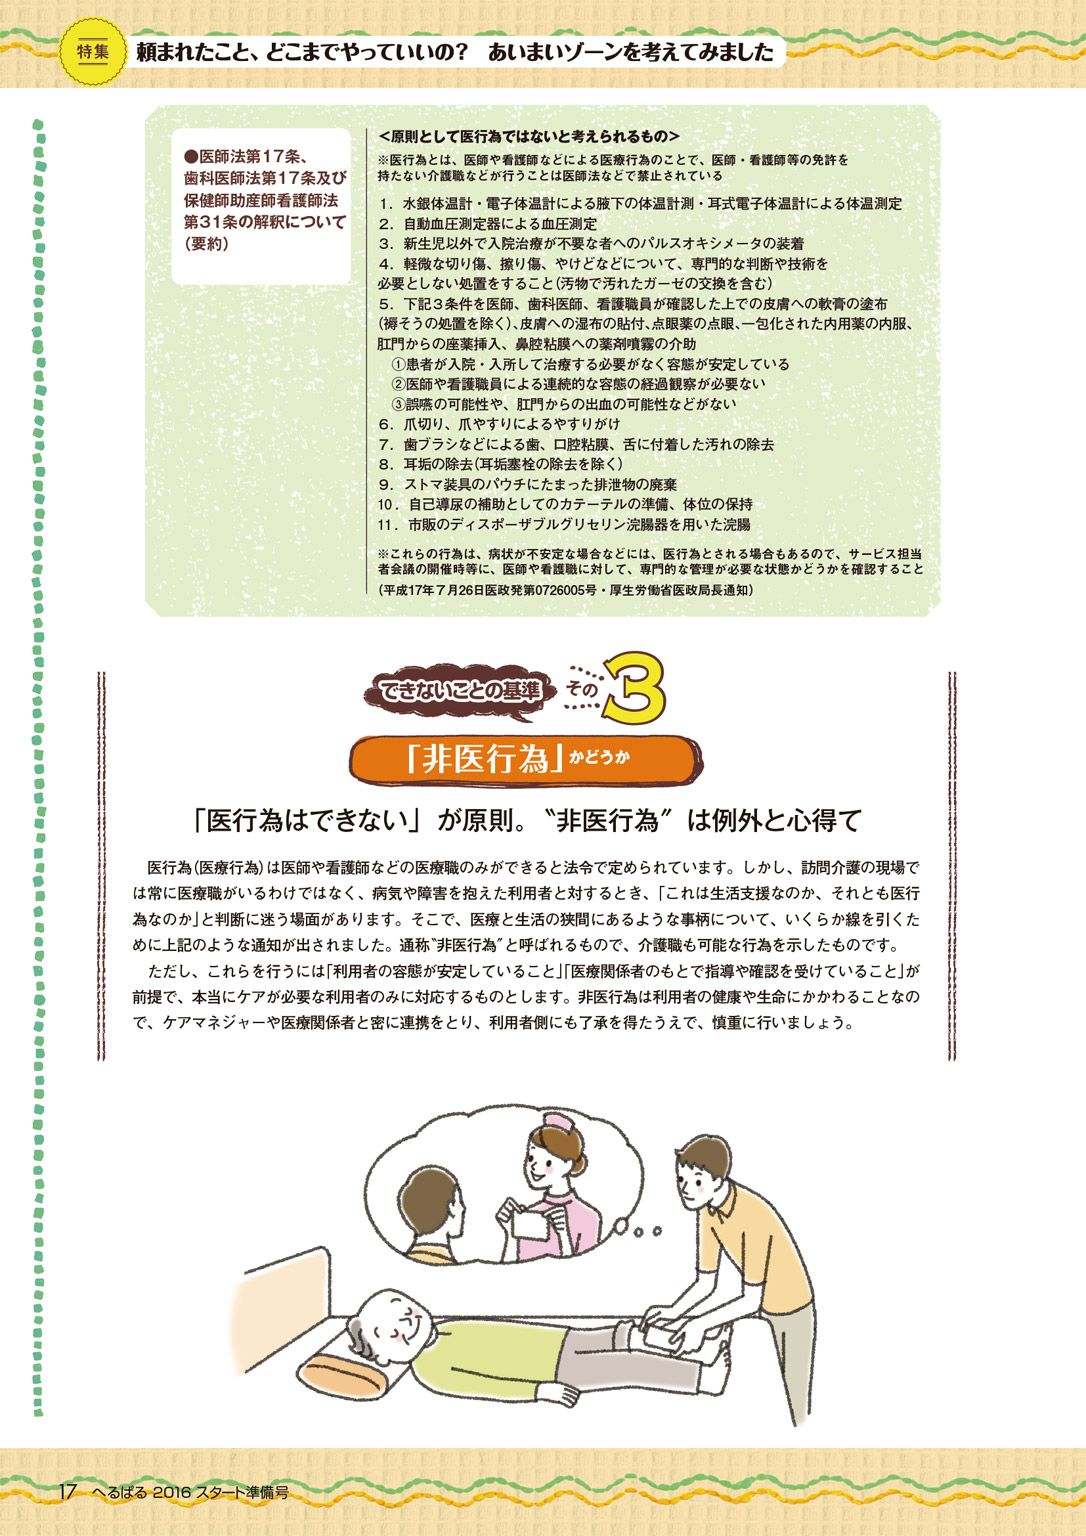 特集
頼まれたこと、どこまでやっていいの？　あいまいゾーンを考えてみました
●医師法第17条、
歯科医師法第17条及び
保健師助産師看護師法
第31条の解釈について
（要約）
＜原則として医行為ではないと考えられるもの＞
※医行為とは、医師や看護師などによる医療行為のことで、医師・看護師等の免許を
持たない介護職などが行うことは医師法などで禁止されている
1．水銀体温計・電子体温計による腋下の体温計測・耳式電子体温計による体温測定
2．自動血圧測定器による血圧測定
3．新生児以外で入院治療が不要な者へのパルスオキシメータの装着
4．軽微な切り傷、擦り傷、やけどなどについて、専門的な判断や技術を
必要としない処置をすること（汚物で汚れたガーゼの交換を含む）
5．下記3条件を医師、歯科医師、看護職員が確認した上での皮膚への軟膏の塗布
（褥そうの処置を除く）、皮膚への湿布の貼付、点眼薬の点眼、一包化された内用薬の内服、
肛門からの座薬挿入、鼻腔粘膜への薬剤噴霧の介助
①患者が入院・入所して治療する必要がなく容態が安定している
②医師や看護職員による連続的な容態の経過観察が必要ない
③誤嚥の可能性や、肛門からの出血の可能性などがない
6．爪切り、爪やすりによるやすりがけ
7．歯ブラシなどによる歯、口腔粘膜、舌に付着した汚れの除去
8．耳垢の除去（耳垢塞栓の除去を除く）
9．ストマ装具のパウチにたまった排泄物の廃棄
10．自己導尿の補助としてのカテーテルの準備、体位の保持
11．市販のディスポーザブルグリセリン浣腸器を用いた浣腸
※これらの行為は、病状が不安定な場合などには、医行為とされる場合もあるので、サービス担当
者会議の開催時等に、医師や看護職に対して、専門的な管理が必要な状態かどうかを確認すること
（平成17年7月26日医政発第0726005号・厚生労働省医政局長通知）
できないことの基準 その3
「非医行為」かどうか
「医行為はできない」が原則。〝非医行為〟は例外と心得て
医行為（医療行為）は医師や看護師などの医療職のみができると法令で定められています。しかし、訪問介護の現場で
は常に医療職がいるわけではなく、病気や障害を抱えた利用者と対するとき、「これは生活支援なのか、それとも医行
為なのか」と判断に迷う場面があります。そこで、医療と生活の狭間にあるような事柄について、いくらか線を引くた
めに上記のような通知が出されました。通称〝非医行為〟と呼ばれるもので、介護職も可能な行為を示したものです。
ただし、これらを行うには「利用者の容態が安定していること」「医療関係者のもとで指導や確認を受けていること」が
前提で、本当にケアが必要な利用者のみに対応するものとします。非医行為は利用者の健康や生命にかかわることなの
で、ケアマネジャーや医療関係者と密に連携をとり、利用者側にも了承を得たうえで、慎重に行いましょう。
17　へるぱる 2016 スタート準備号